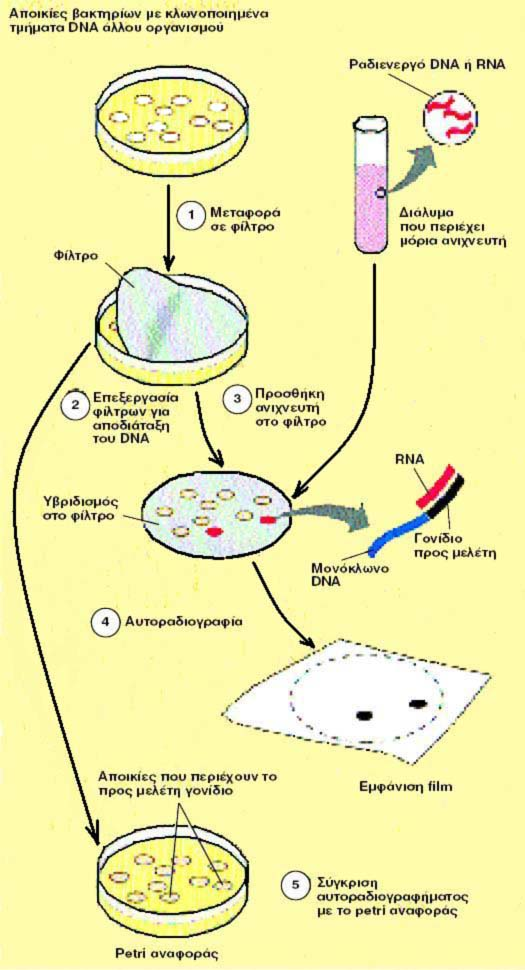 Αποικίες βακτηρίων με κλωνοποιημένα
τμήματα DNA άλλου οργανισμού
Ραδιενεργό DNA ή RNA
1 Μεταφορά
σε φίλτρο
Διάλυμα
που περιέχει
μόρια ανιχνευτή
Φίλτρο
2 Επεξεργασία
φίλτρων για
αποδιάταξη
του DNA
3 Προσθήκη
ανιχνευτή
στο φίλτρο
Υβριδισμός
στο φίλτρο
RNA
Γονίδιο
προς μελέτη
Μονόκλωνο
DNA
4 Αυτοραδιογραφία
Εμφάνιση film
Αποικίες που περιέχουν το
προς μελέτη γονίδιο
5 Σύγκριση
αυτοραδιογραφήματος
με το petri αναφοράς
Petri αναφοράς